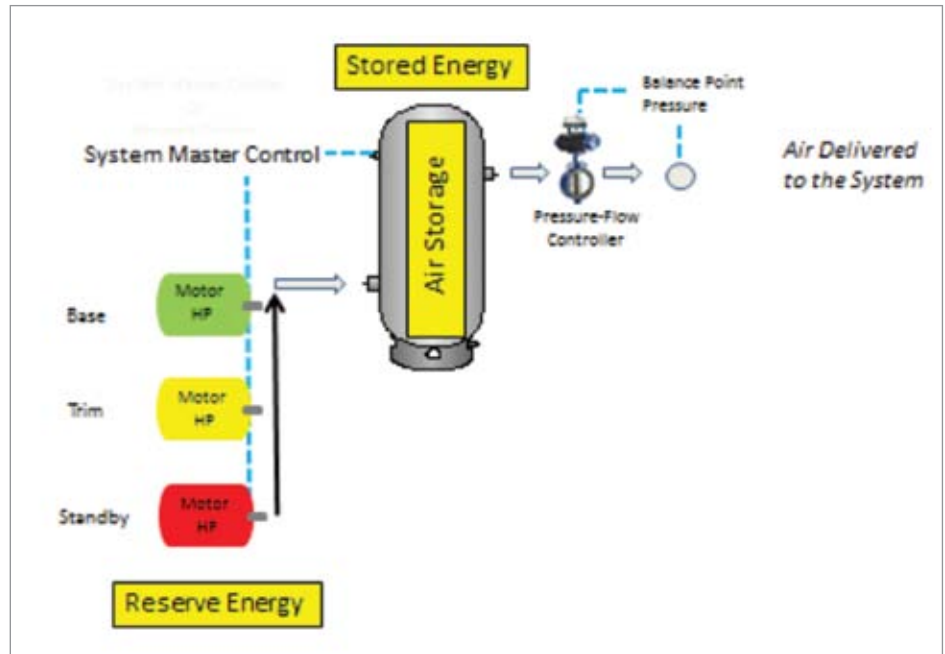 Stored Energy
Balance Point
Pressure
System Master Control
Air Storage
Air Delivered
to the System
Pressure-Flow
Controller
Base
Motor
HP
Trim
Motor
HP
Standby
Motor
HP
Reserve Energy